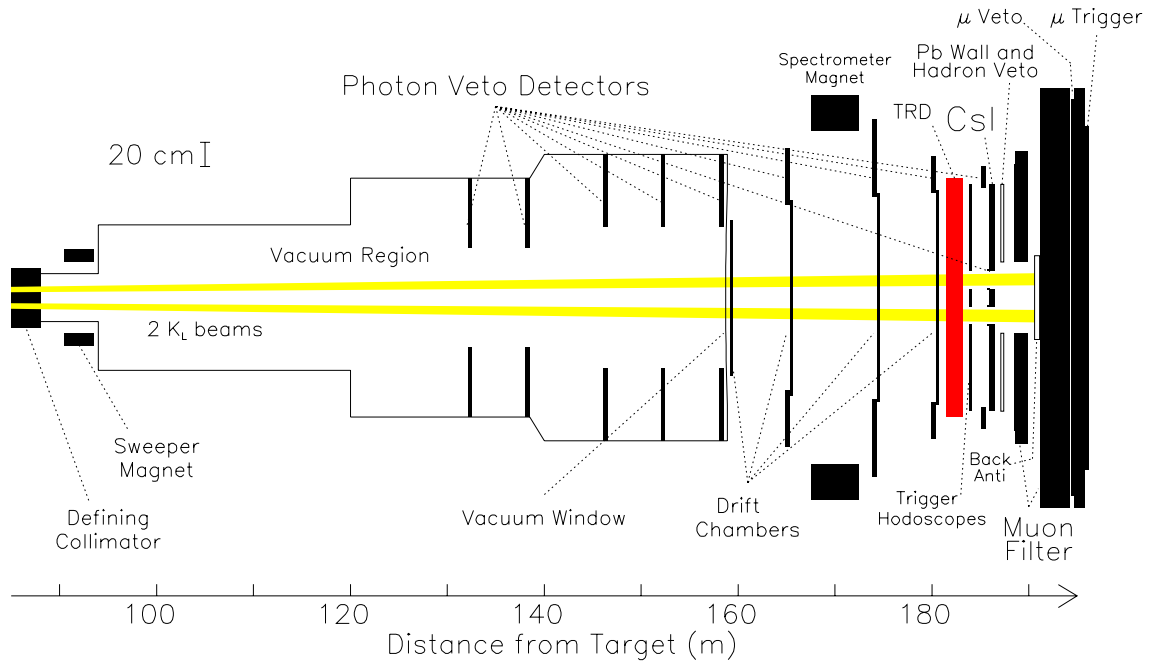 μ Veto
μ Trigger
Spectrometer
Magnet
Pb Wall and
Hadron Veto
Photon Veto Detectors
TRD
CsI
20 cm
Vacuum Region
2 K_L beams
Sweeper
Magnet
Defining
Collimator
Vacuum Window
Drift
Chambers
Trigger
Hodoscopes
Back
Anti
Muon
Filter
100
120
140
160
180
Distance from Target (m)